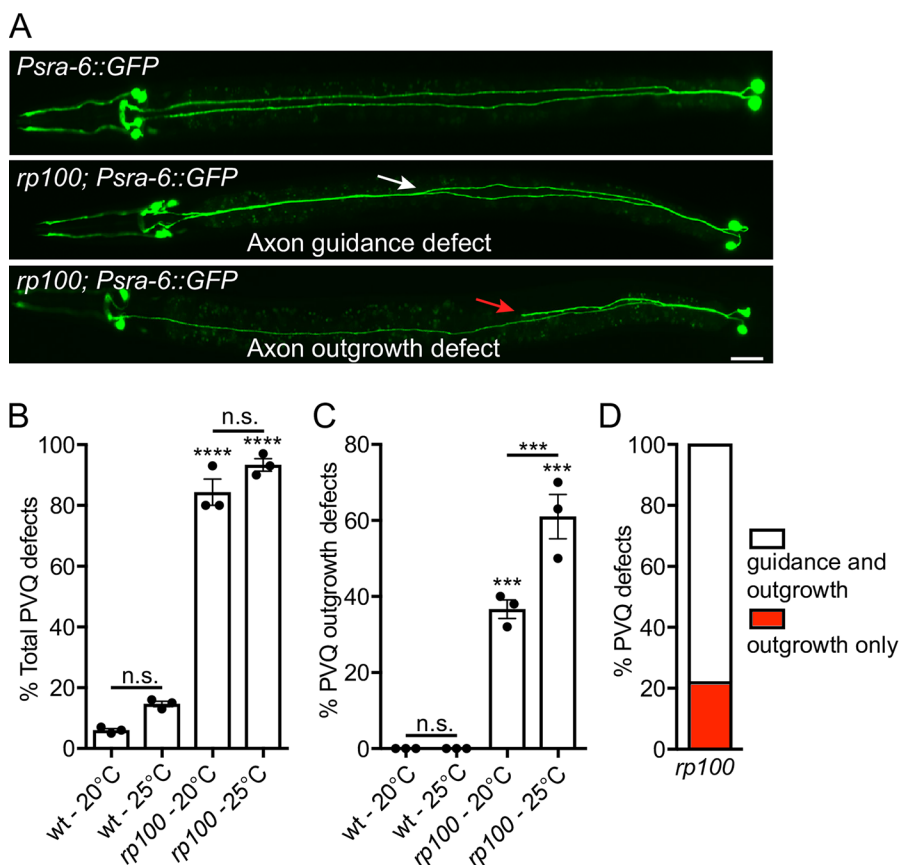 A
Psra-6::GFP
rp100; Psra-6::GFP
Axon guidance defect
rp100; Psra-6::GFP
Axon outgrowth defect
B
% Total PVQ defects
100
80
60
40
20
0
n.s.
****
****
n.s.
wt - 20°C
wt - 25°C
rp100 - 20°C
rp100 - 25°C
C
% PVQ outgrowth defects
80
60
40
20
0
n.s.
***
***
***
wt - 20°C
wt - 25°C
rp100 - 20°C
rp100 - 25°C
D
% PVQ defects
100
80
60
40
20
0
rp100
guidance and
outgrowth
outgrowth only